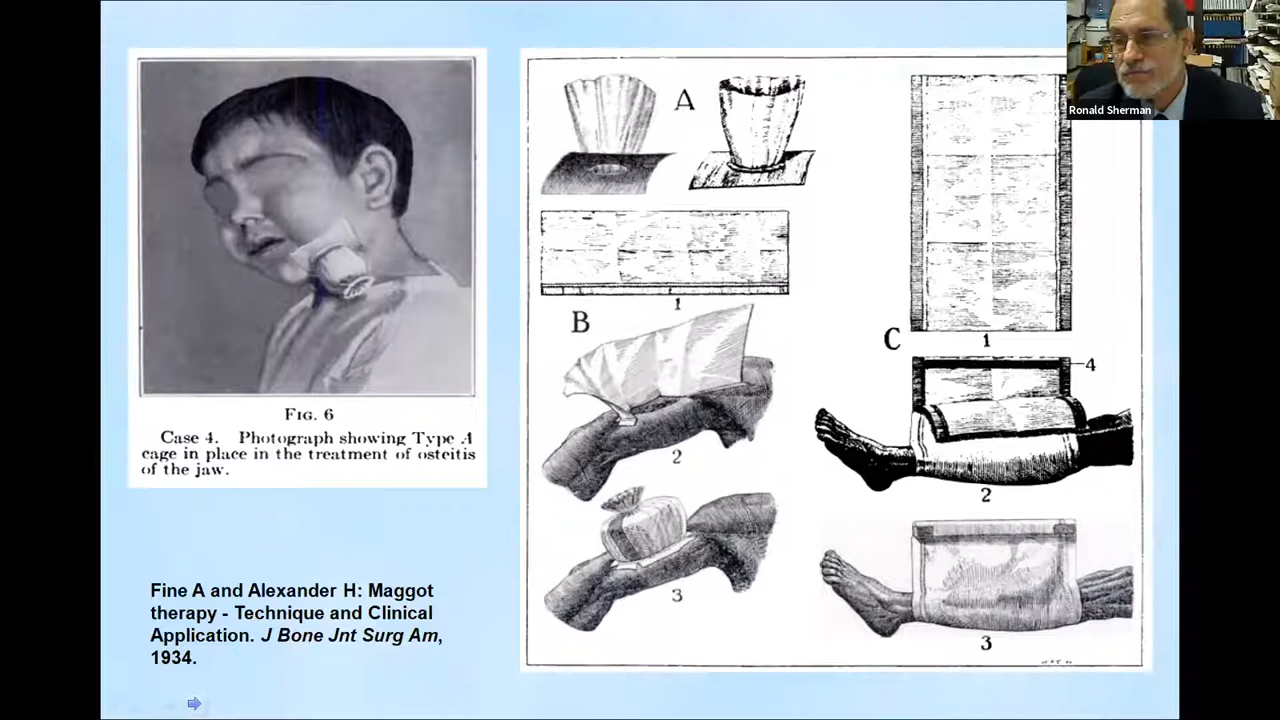 Ronald Sherman
FIG. 6
Case 4. Photograph showing Type A
cage in place in the treatment of osteitis
of the jaw.
Fine A and Alexander H: Maggot
therapy - Technique and Clinical
Application. J Bone Jnt Surg Am,
1934.
A
1
B
2
3
C
1
4
2
3